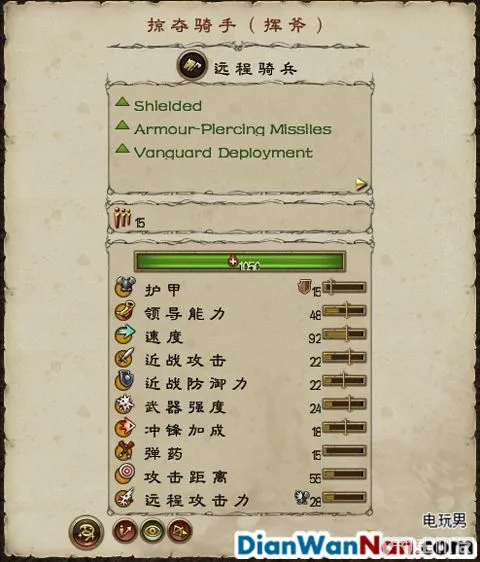 掠夺骑手（挥斧）
远程骑兵
Shielded
Armour-Piercing Missiles
Vanguard Deployment
15
1050
护甲 15
领导能力 48
速度 92
近战攻击 22
近战防御力 22
武器强度 24
冲锋加成 18
弹药 15
攻击距离 55
远程攻击力 28
电玩男
DianWanNan.com